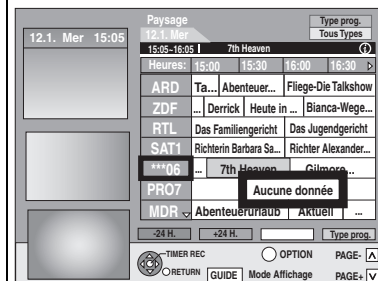 Paysage
Type prog.
12.1. Mer 15:05
12.1. Mer
Tous Types
15:05~16:05 7th Heaven
Heures: 15:00 15:30 16:00 16:30
ARD Ta... Abenteuer... Fliege-Die Talkshow
ZDF ... Derrick Heute in ... Bianca-Wege...
RTL Das Familiengericht Das Jugendgericht
SAT1 Richterin Barbara Sa... Richter Alexander...
***06 ... 7th Heaven Gilmore...
PRO7 Aucune donnée
MDR Abenteuerurlaub Aktuell ...
-24 H. +24 H. Type prog.
TIMER REC OPTION PAGE-
RETURN GUIDE Mode Affichage PAGE+